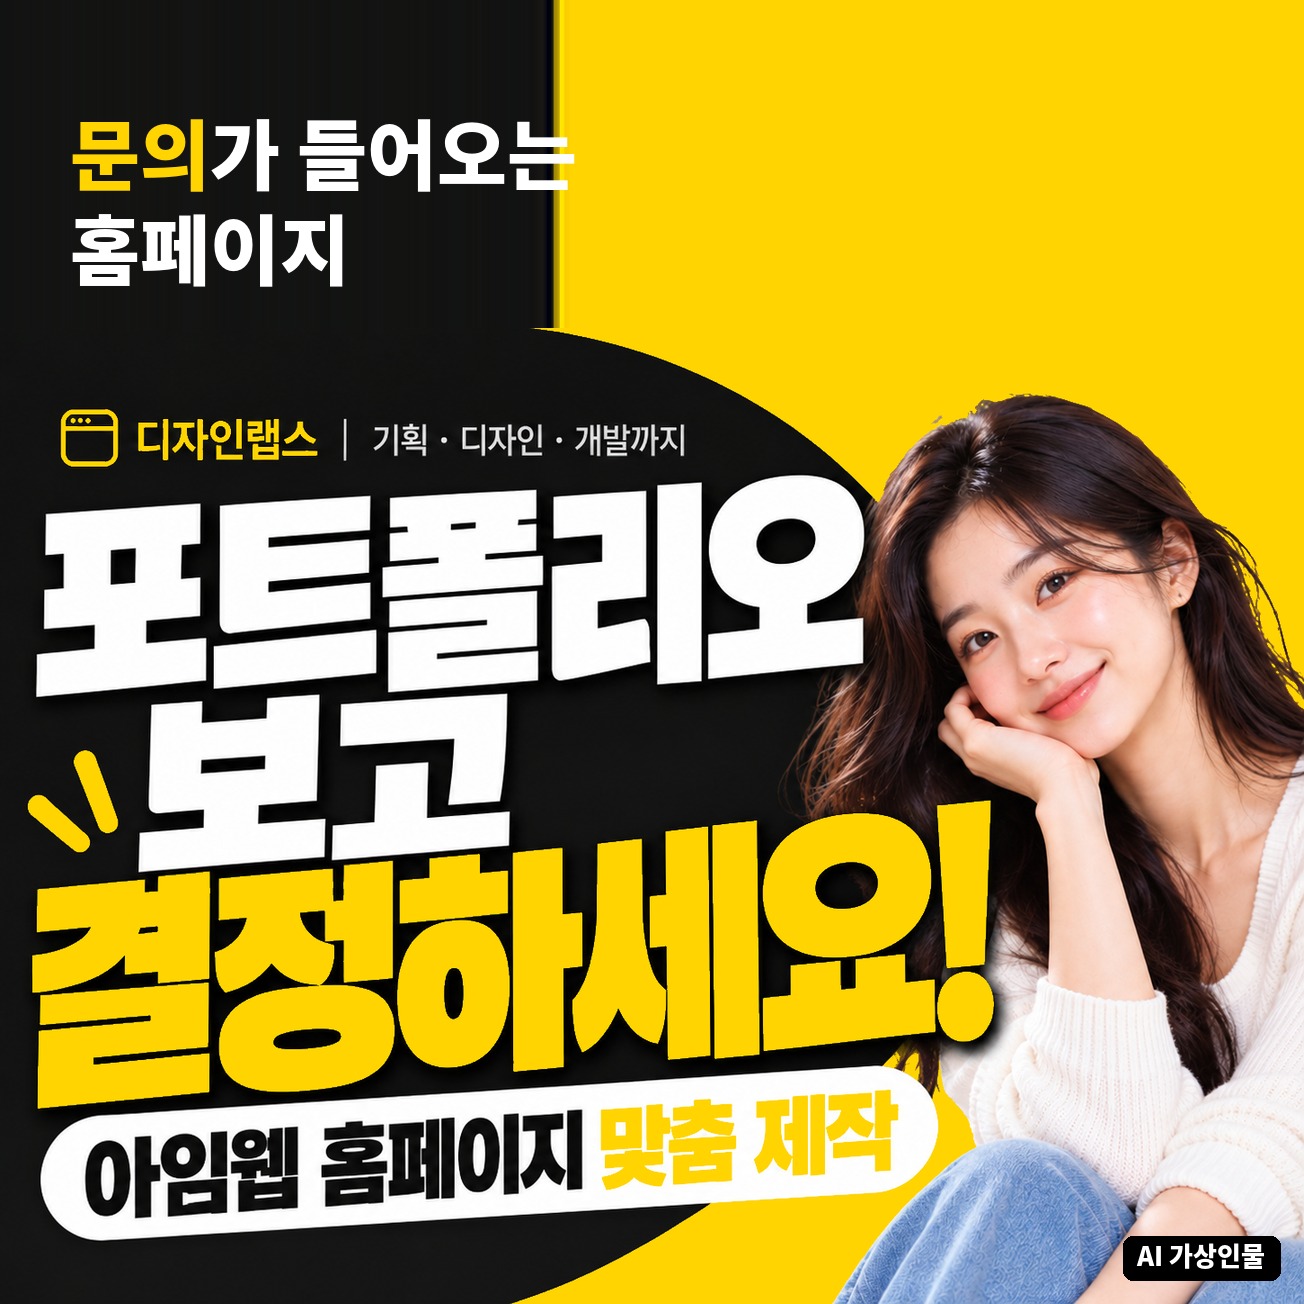 문의가 들어오는
홈페이지
디자인랩스 | 기획 · 디자인 · 개발까지
포트폴리오
보고
결정하세요!
아임웹 홈페이지 맞춤 제작
AI 가상인물